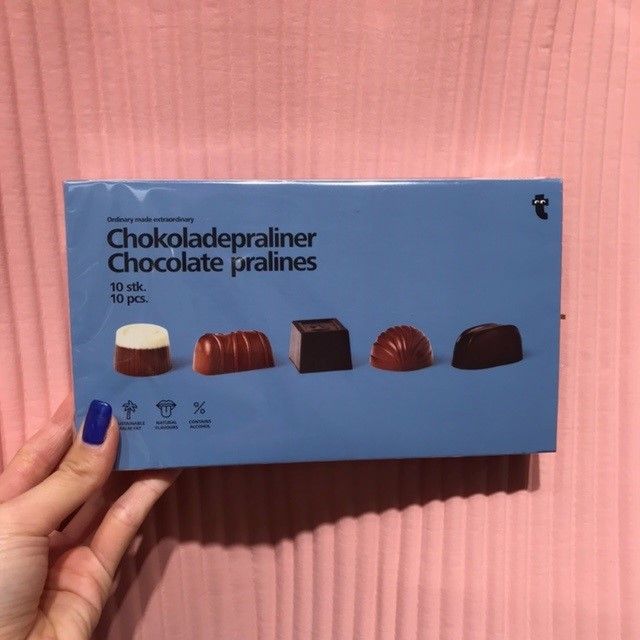 Ordinary made extraordinary
Chokoladepraliner
Chocolate pralines
10 stk.
10 pcs.
NATURAL
FLAVOURS
CONTAINS
ALCOHOL
%
t